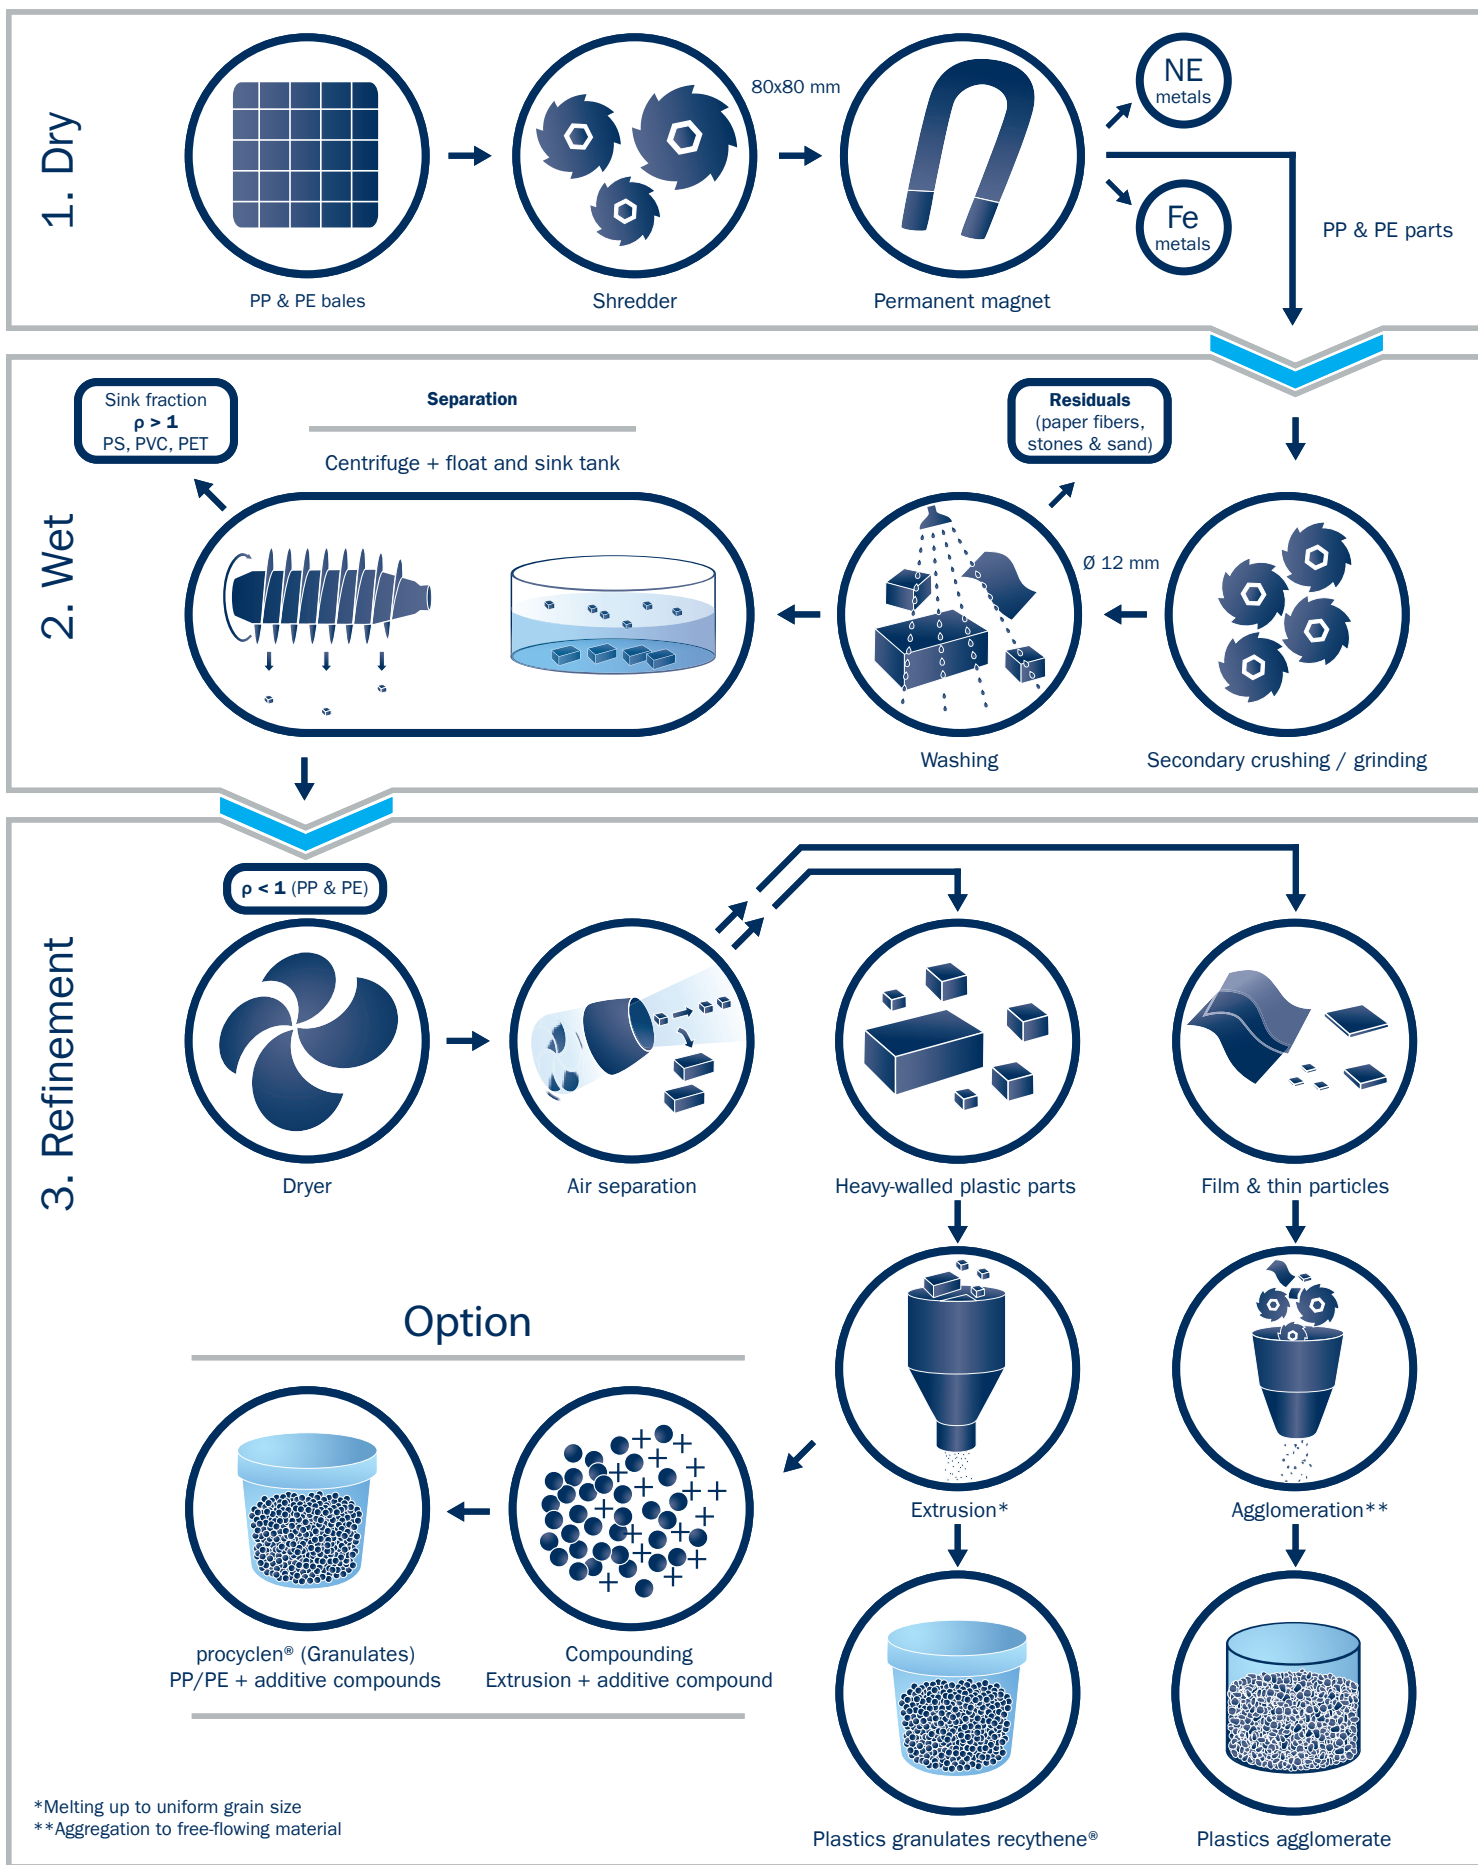 1. Dry
80x80 mm
NE
metals
Fe
metals
PP & PE parts
PP & PE bales
Shredder
Permanent magnet
2. Wet
Sink fraction
ρ > 1
PS, PVC, PET
Separation
Centrifuge + float and sink tank
Residuals
(paper fibers,
stones & sand)
Ø 12 mm
Washing
Secondary crushing / grinding
3. Refinement
ρ < 1 (PP & PE)
Dryer
Air separation
Heavy-walled plastic parts
Film & thin particles
Option
Extrusion*
Agglomeration**
procyclen® (Granulates)
PP/PE + additive compounds
Compounding
Extrusion + additive compound
Plastics granulates recythene®
Plastics agglomerate
*Melting up to uniform grain size
**Aggregation to free-flowing material